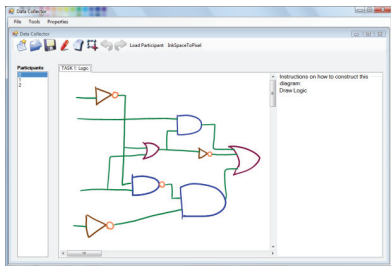 Data Collector
File Tools Properties
Data Collector
Load Participant InkSpaceToPixel
Participants
1
2
TASK 1: Logic
Instructions on how to construct this
diagram:
Draw Logic